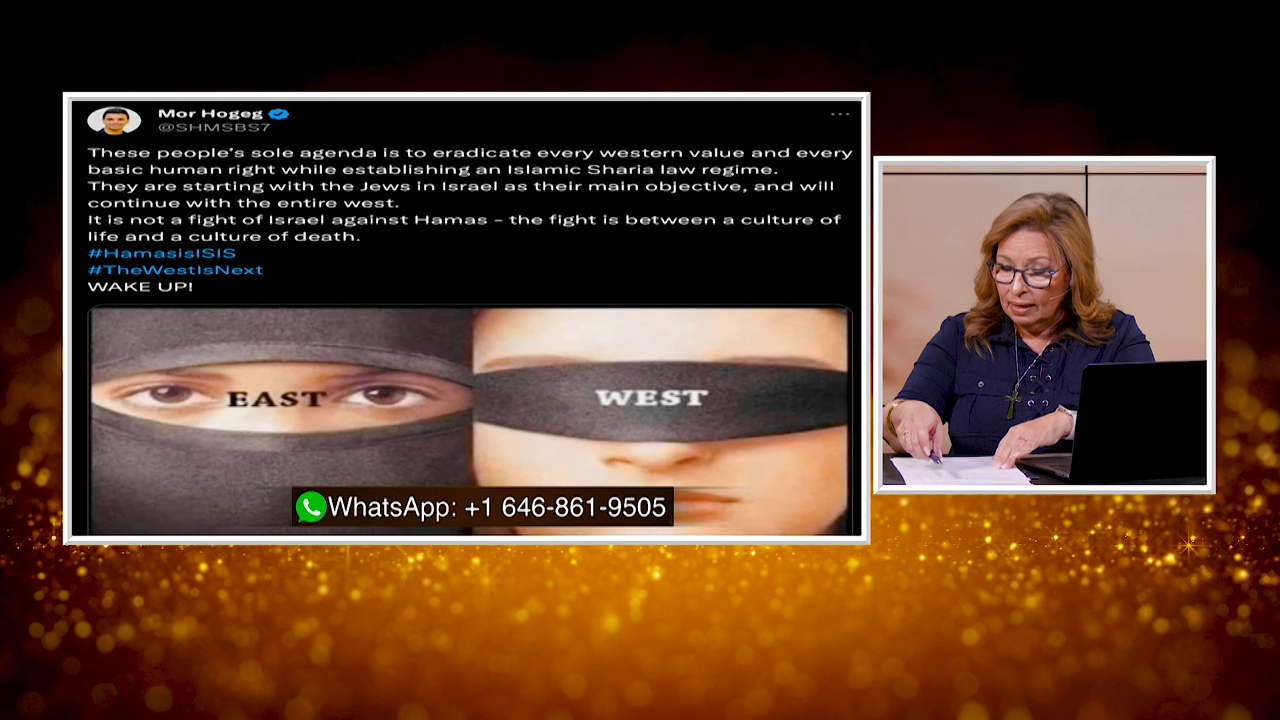 Mor Hogeg
@SHMSBS7
These people's sole agenda is to eradicate every western value and every
basic human right while establishing an Islamic Sharia law regime.
They are starting with the Jews in Israel as their main objective, and will
continue with the entire west.
It is not a fight of Israel against Hamas – the fight is between a culture of
life and a culture of death.
#HamasisISIS
#TheWestIsNext
WAKE UP!
EAST
WEST
WhatsApp: +1 646-861-9505